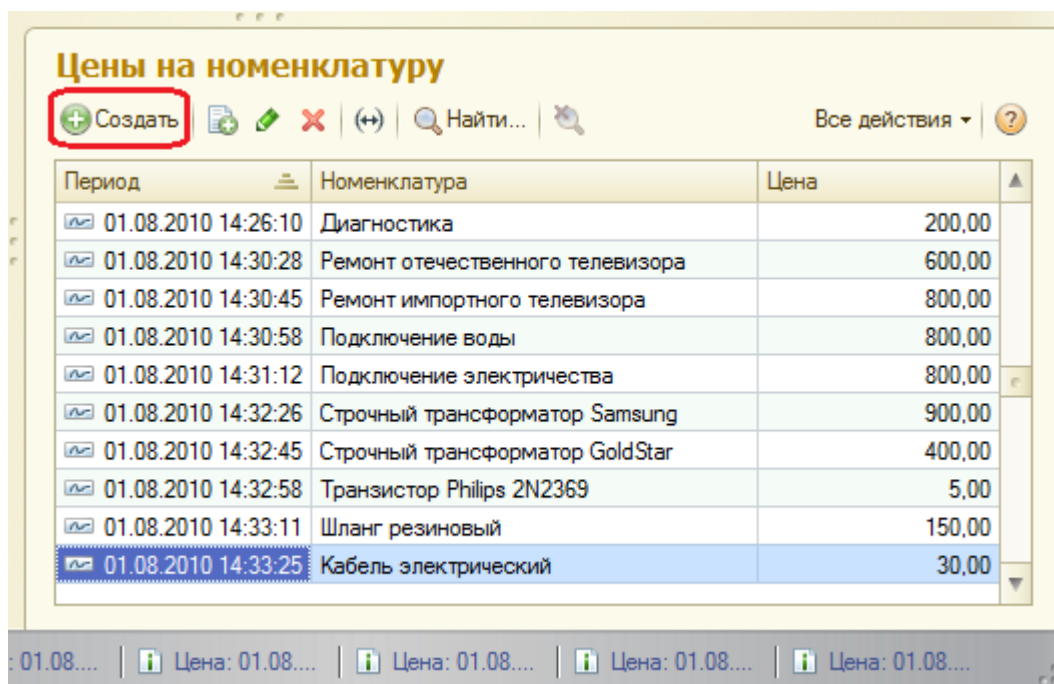 Цены на номенклатуру
Создать Найти... Все действия
Период Номенклатура Цена
01.08.2010 14:26:10 Диагностика 200,00
01.08.2010 14:30:28 Ремонт отечественного телевизора 600,00
01.08.2010 14:30:45 Ремонт импортного телевизора 800,00
01.08.2010 14:30:58 Подключение воды 800,00
01.08.2010 14:31:12 Подключение электричества 800,00
01.08.2010 14:32:26 Строчный трансформатор Samsung 900,00
01.08.2010 14:32:45 Строчный трансформатор GoldStar 400,00
01.08.2010 14:32:58 Транзистор Philips 2N2369 5,00
01.08.2010 14:33:11 Шланг резиновый 150,00
01.08.2010 14:33:25 Кабель электрический 30,00
: 01.08.... Цена: 01.08.... Цена: 01.08.... Цена: 01.08.... Цена: 01.08....